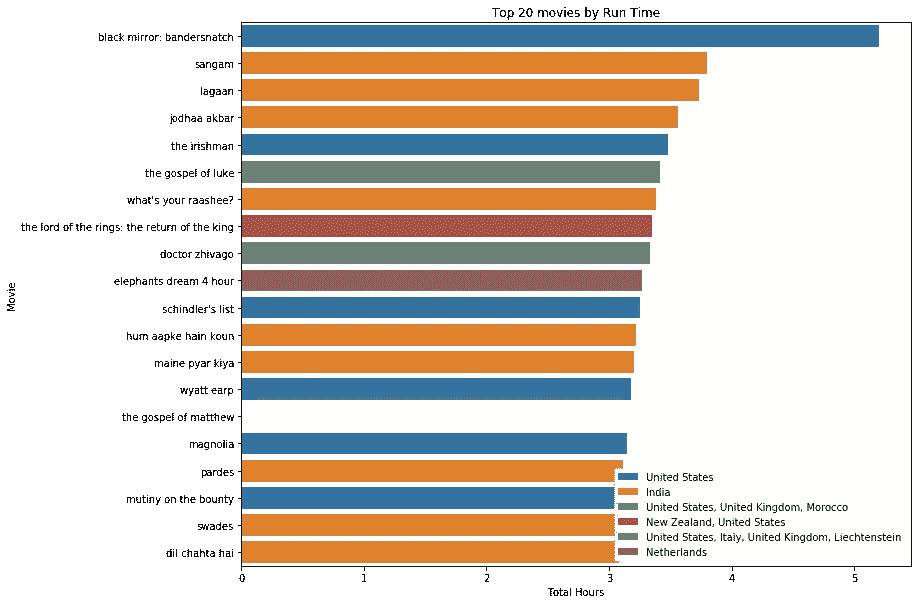 Top 20 movies by Run Time
black mirror: bandersnatch
sangam
lagaan
jodhaa akbar
the irishman
the gospel of luke
what's your raashee?
the lord of the rings: the return of the king
doctor zhivago
elephants dream 4 hour
schindler's list
hum aapke hain koun
maine pyar kiya
wyatt earp
the gospel of matthew
magnolia
pardes
mutiny on the bounty
swades
dil chahta hai
Movie
United States
India
United States, United Kingdom, Morocco
New Zealand, United States
United States, Italy, United Kingdom, Liechtenstein
Netherlands
0 1 2 3 4 5
Total Hours